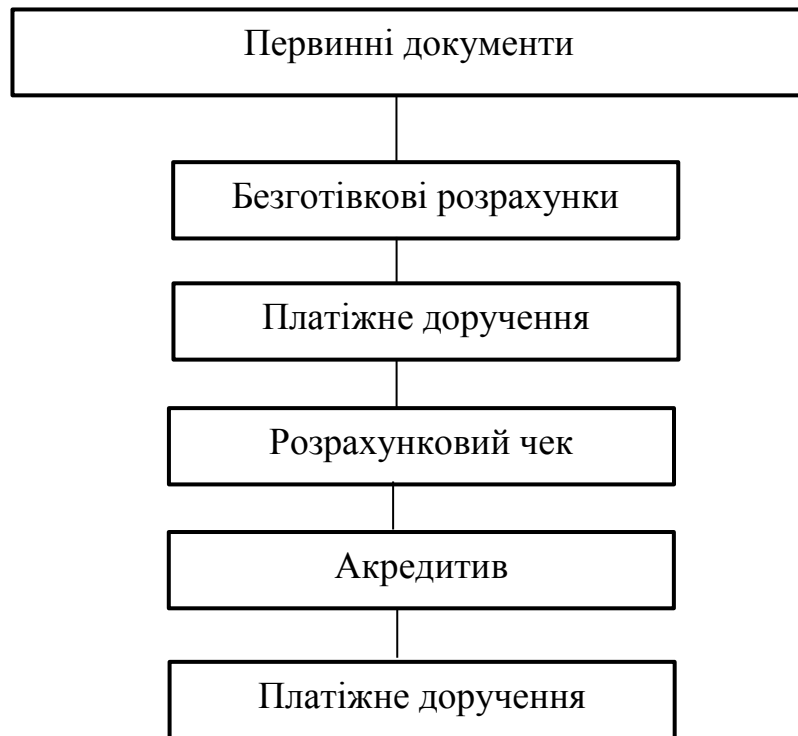 Первинні документи
Безготівкові розрахунки
Платіжне доручення
Розрахунковий чек
Акредитив
Платіжне доручення